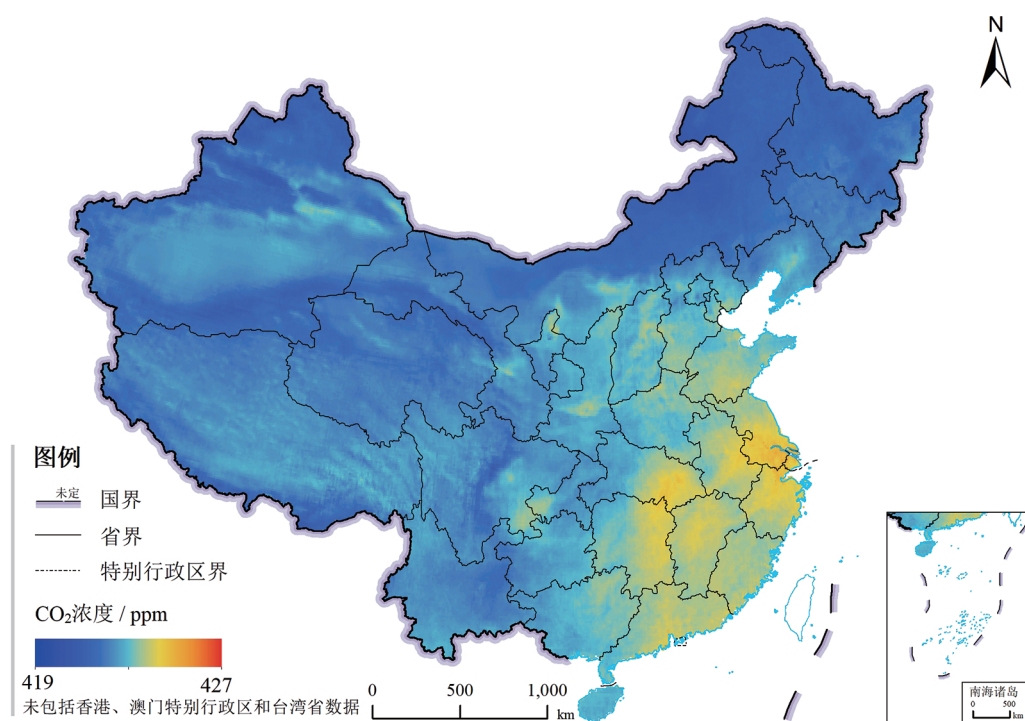 N
图例
未定
国界
省界
特别行政区界
CO₂浓度 / ppm
419 427
未包括香港、澳门特别行政区和台湾省数据
0 500 1,000
km
南海诸岛
0 500
km